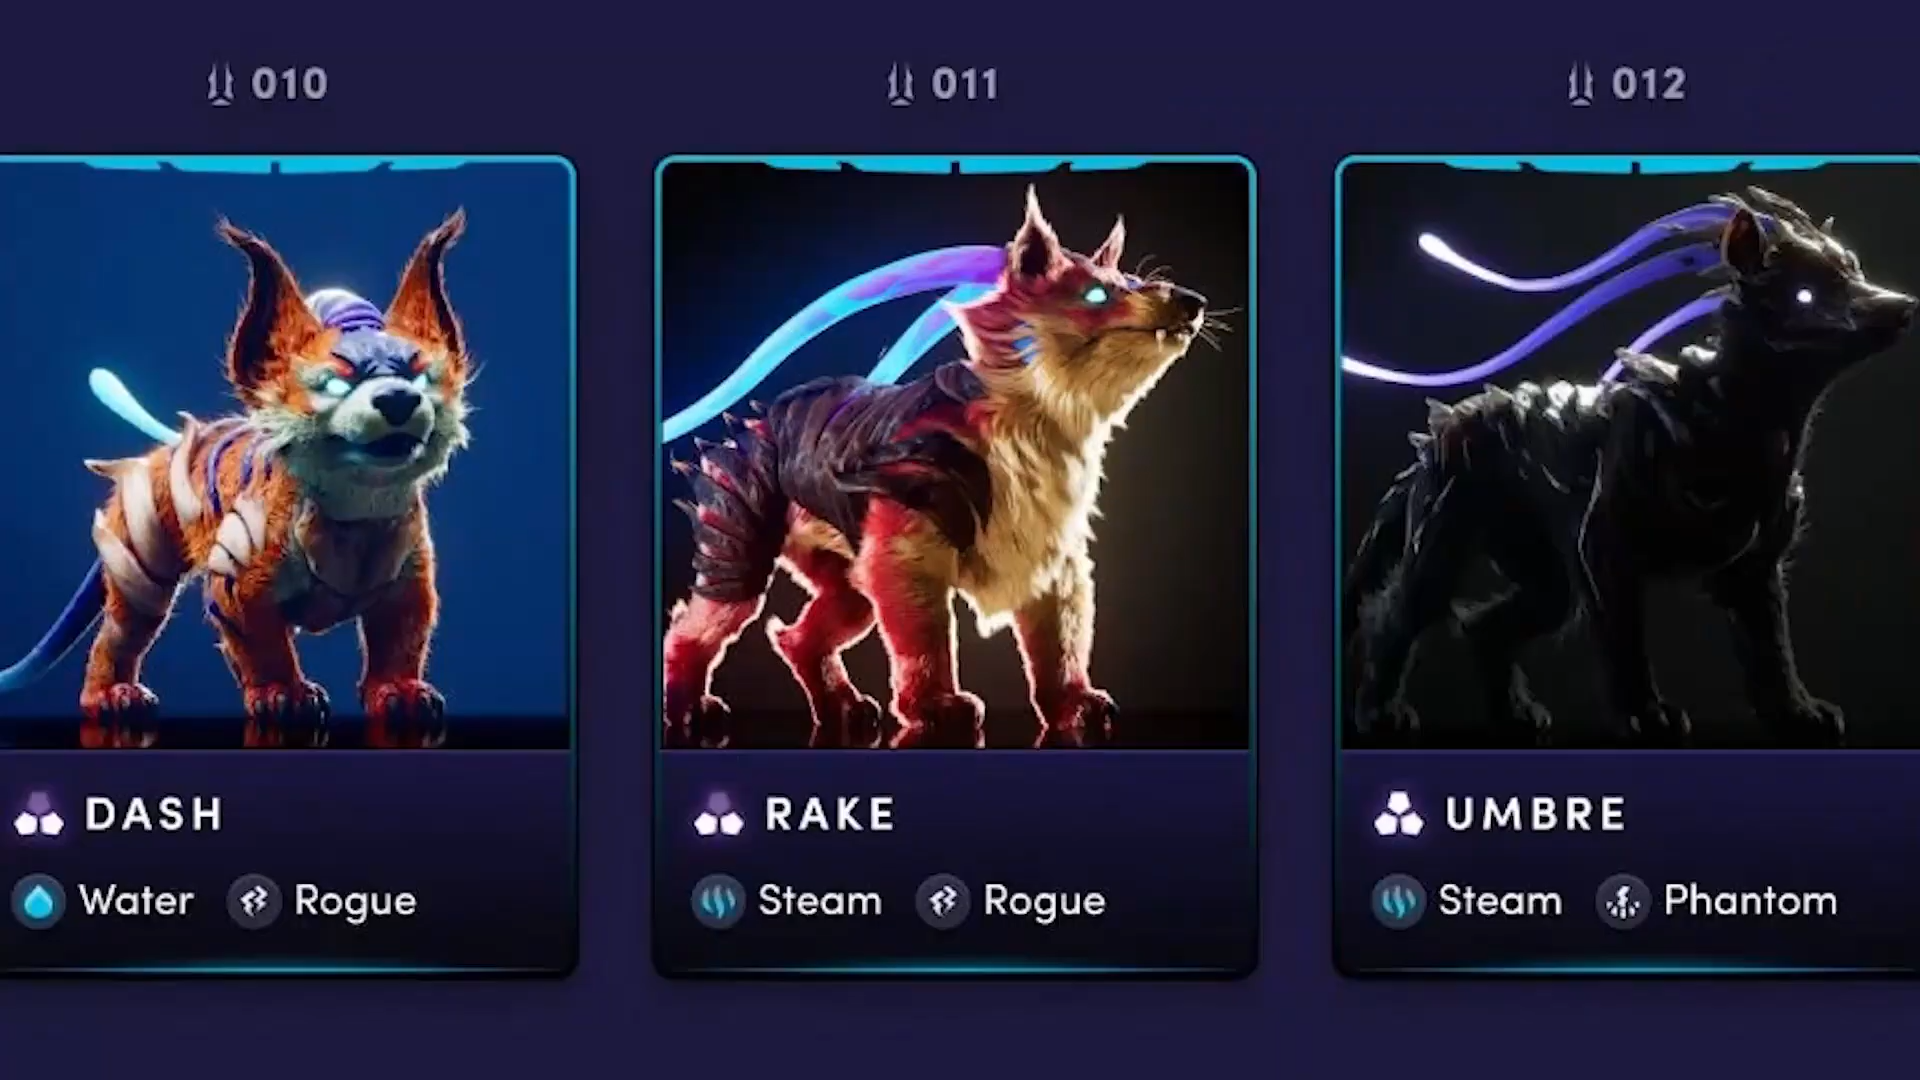 010
011
012
DASH
Water Rogue
RAKE
Steam Rogue
UMBRE
Steam Phantom